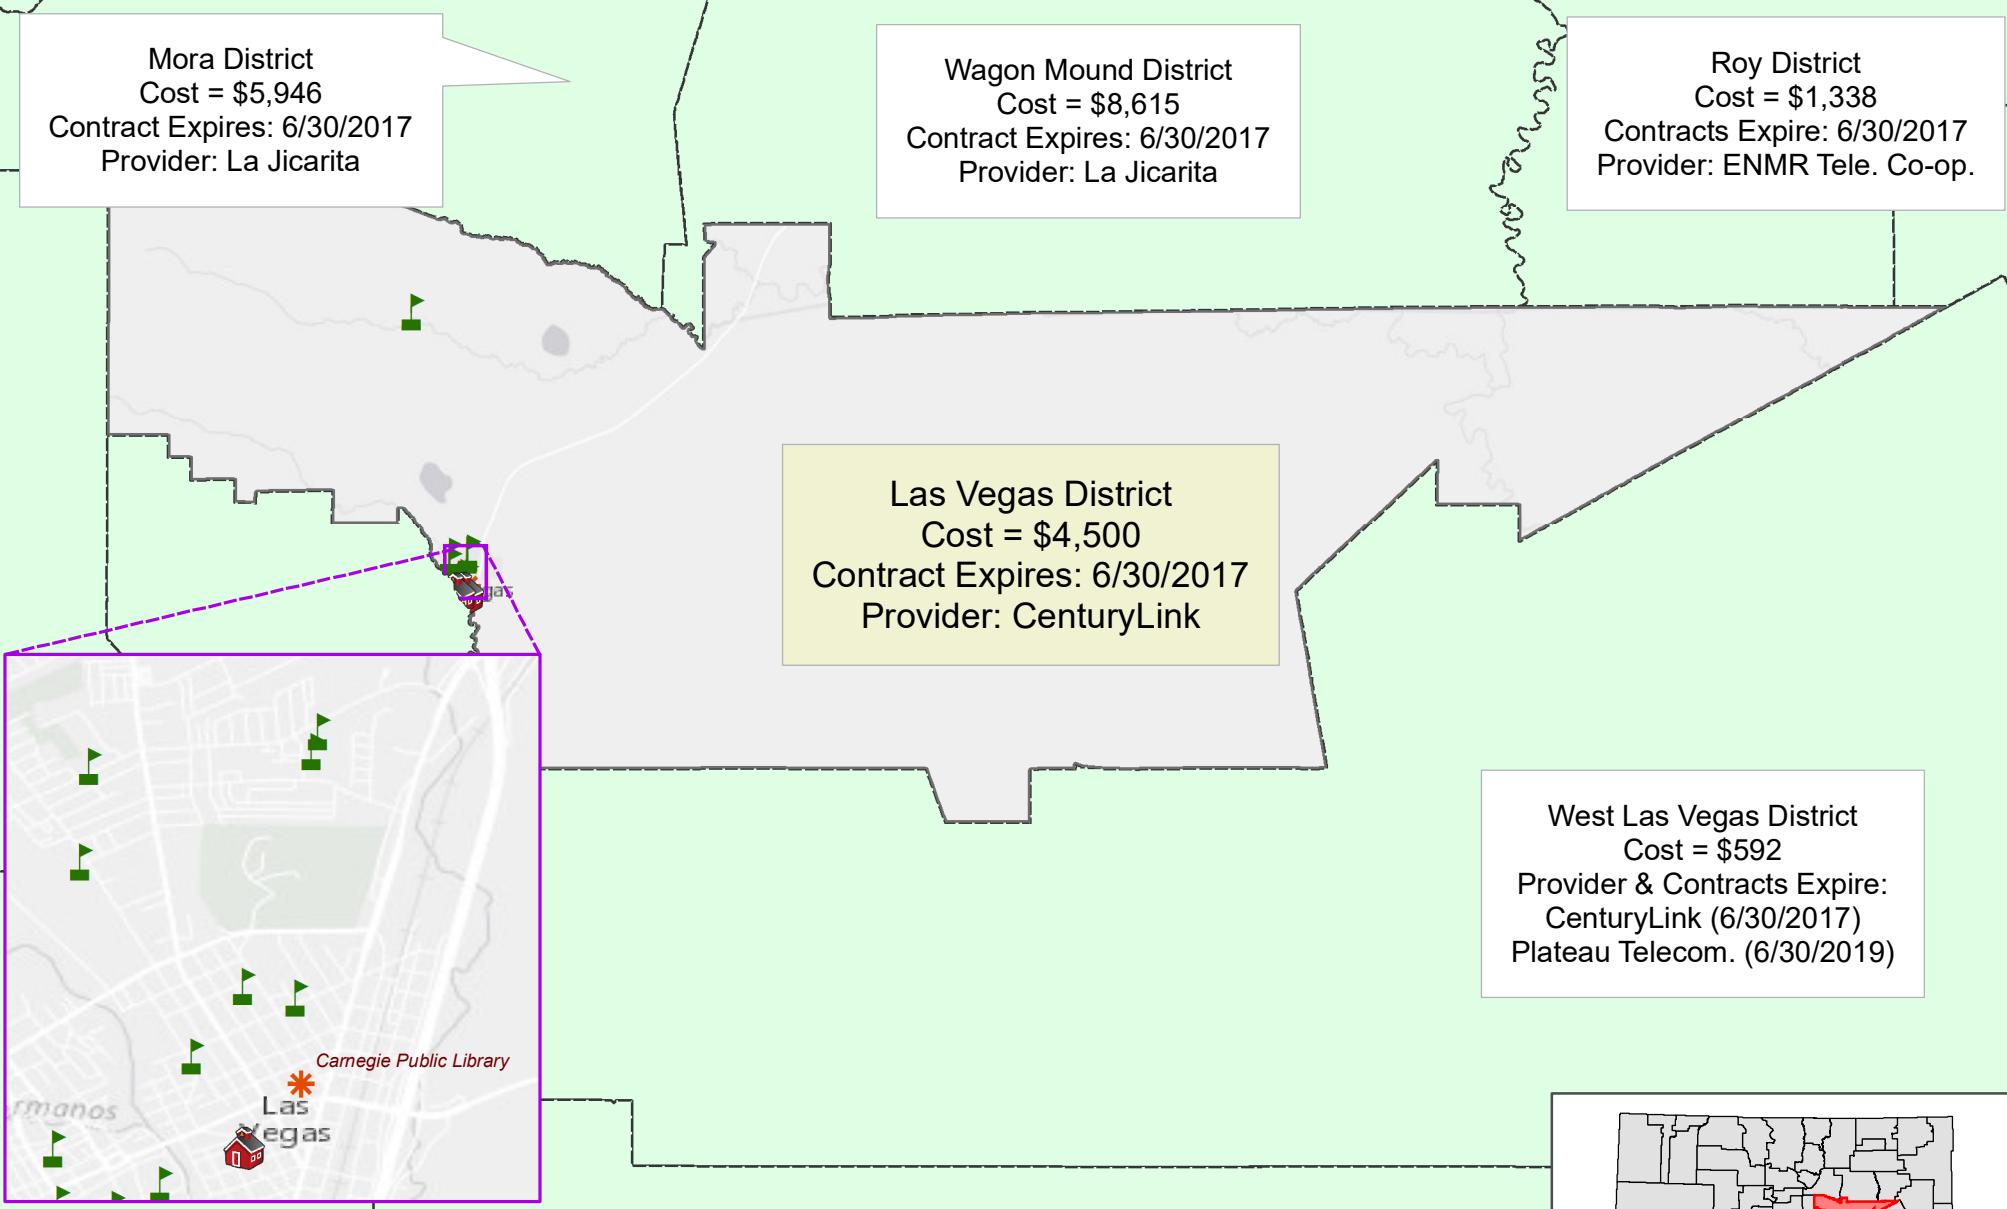 Mora District
Cost = $5,946
Contract Expires: 6/30/2017
Provider: La Jicarita
Wagon Mound District
Cost = $8,615
Contract Expires: 6/30/2017
Provider: La Jicarita
Roy District
Cost = $1,338
Contracts Expire: 6/30/2017
Provider: ENMR Tele. Co-op.
Las Vegas District
Cost = $4,500
Contract Expires: 6/30/2017
Provider: CenturyLink
gas
West Las Vegas District
Cost = $592
Provider & Contracts Expire:
CenturyLink (6/30/2017)
Plateau Telecom. (6/30/2019)
Carnegie Public Library
rmanos
Las
Vegas